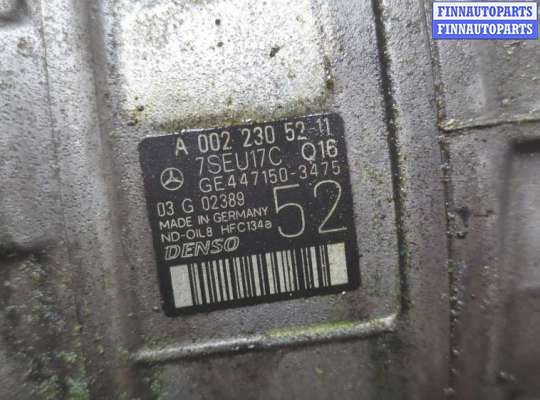 FINNAUTOPARTS
FINNAUTOPARTS
A 002 230 52 11
7SEU17C Q16
GE447150-3475
03 G 02389
MADE IN GERMANY
ND-OIL8 HFC134a
52
DENSO